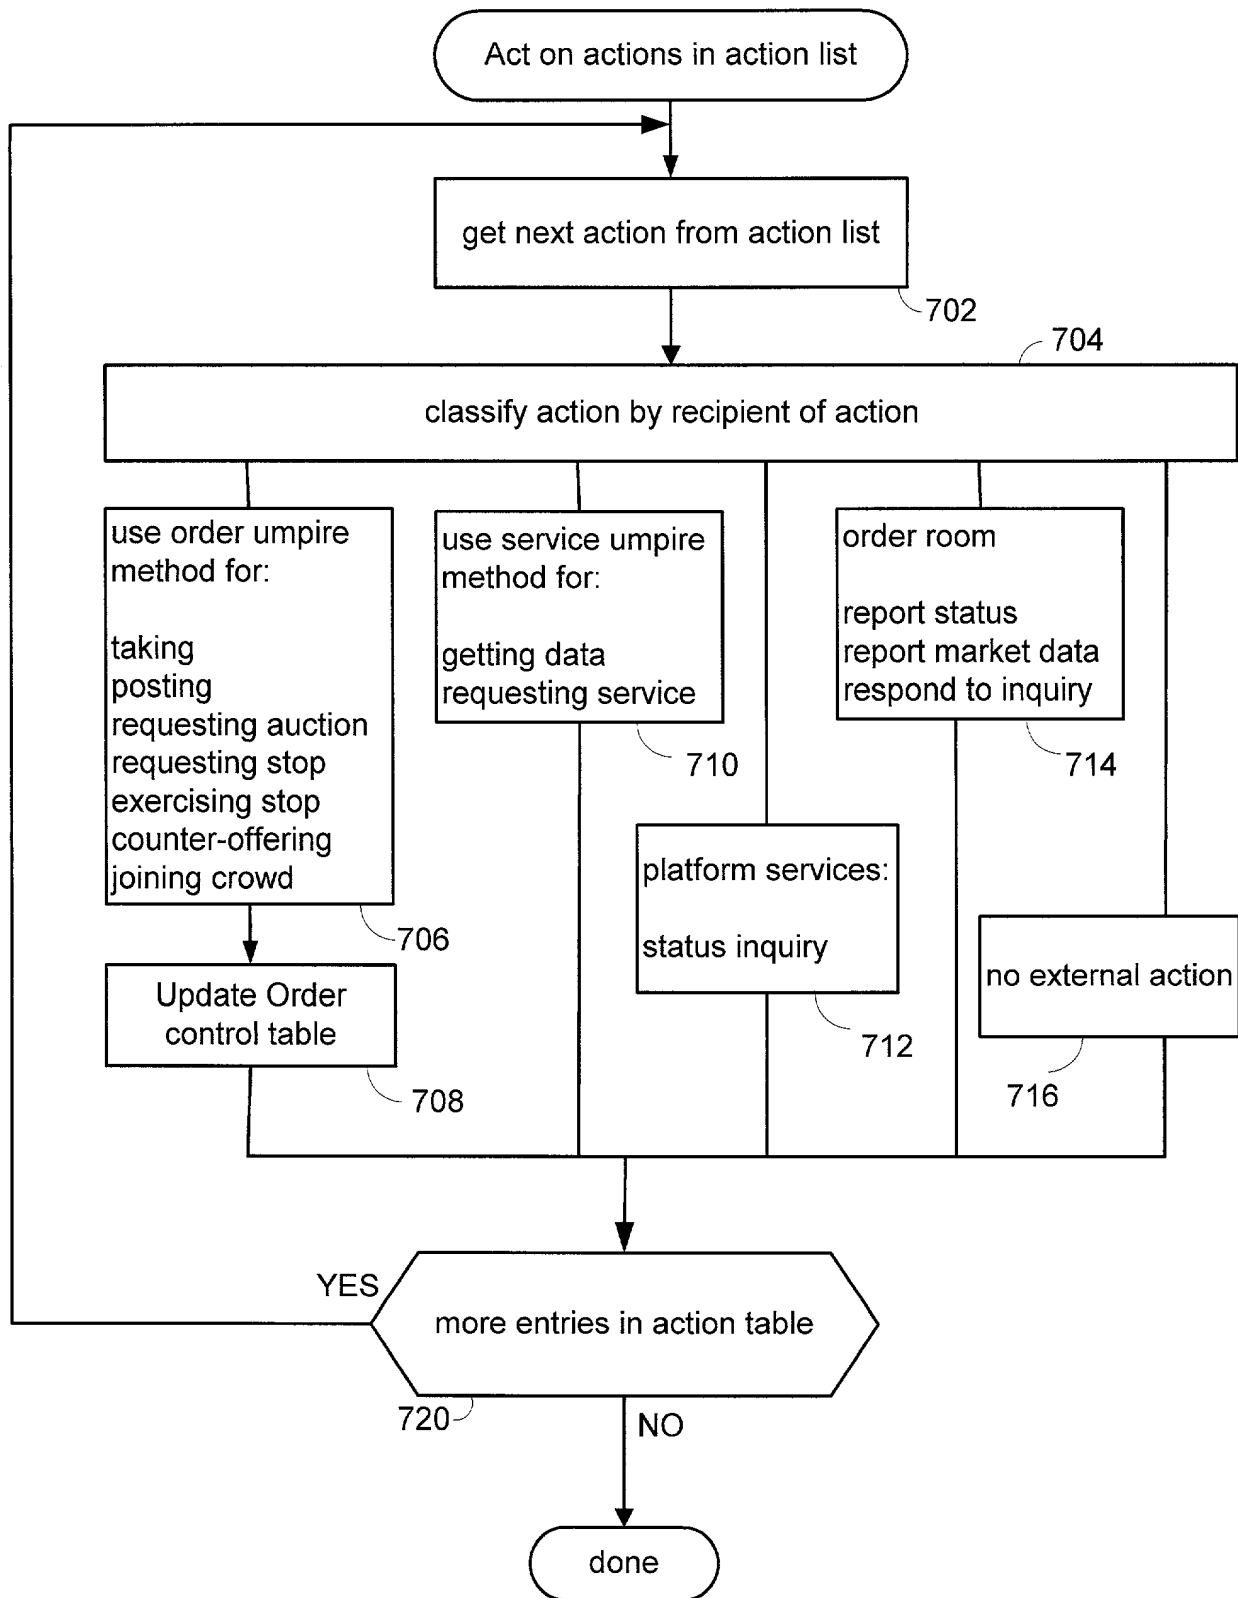 Act on actions in action list
get next action from action list
702
704
classify action by recipient of action
use order umpire
method for:
taking
posting
requesting auction
requesting stop
exercising stop
counter-offering
joining crowd
706
Update Order
control table
708
use service umpire
method for:
getting data
requesting service
710
platform services:
status inquiry
712
order room
report status
report market data
respond to inquiry
714
no external action
716
YES
more entries in action table
720
NO
done